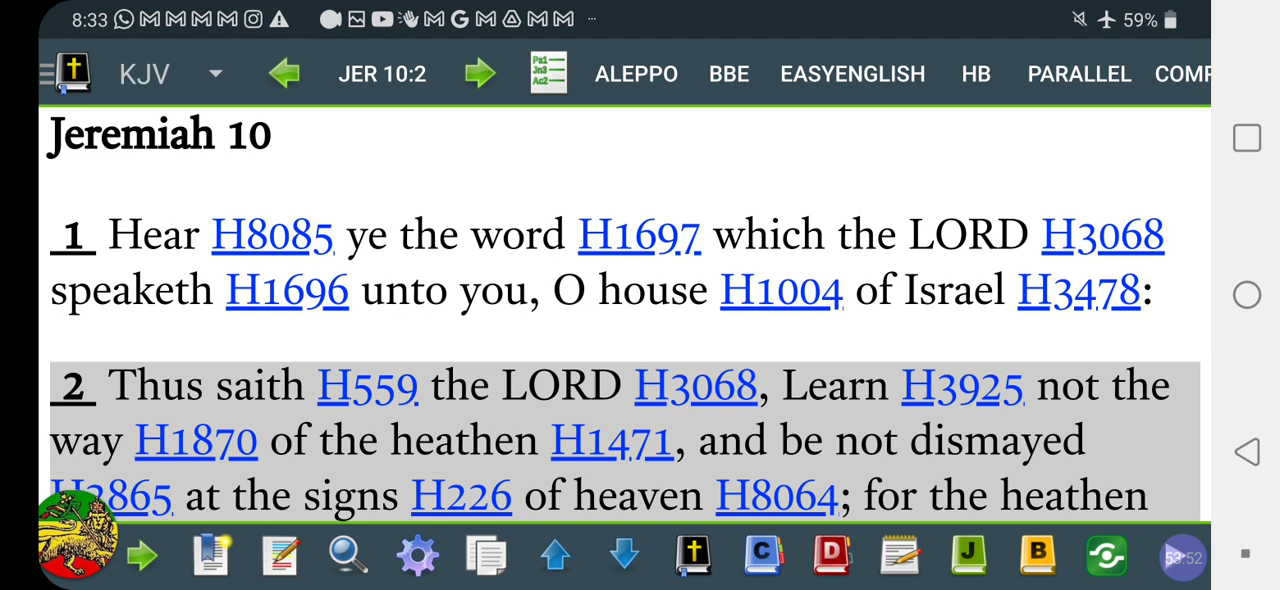 8:33 59%
KJV JER 10:2 ALEPPO BBE EASYENGLISH HB PARALLEL
Jeremiah 10
1 Hear H8085 ye the word H1697 which the LORD H3068
speaketh H1696 unto you, O house H1004 of Israel H3478:
2 Thus saith H559 the LORD H3068, Learn H3925 not the
way H1870 of the heathen H1471, and be not dismayed
H2865 at the signs H226 of heaven H8064; for the heathen
C D J B 53:52